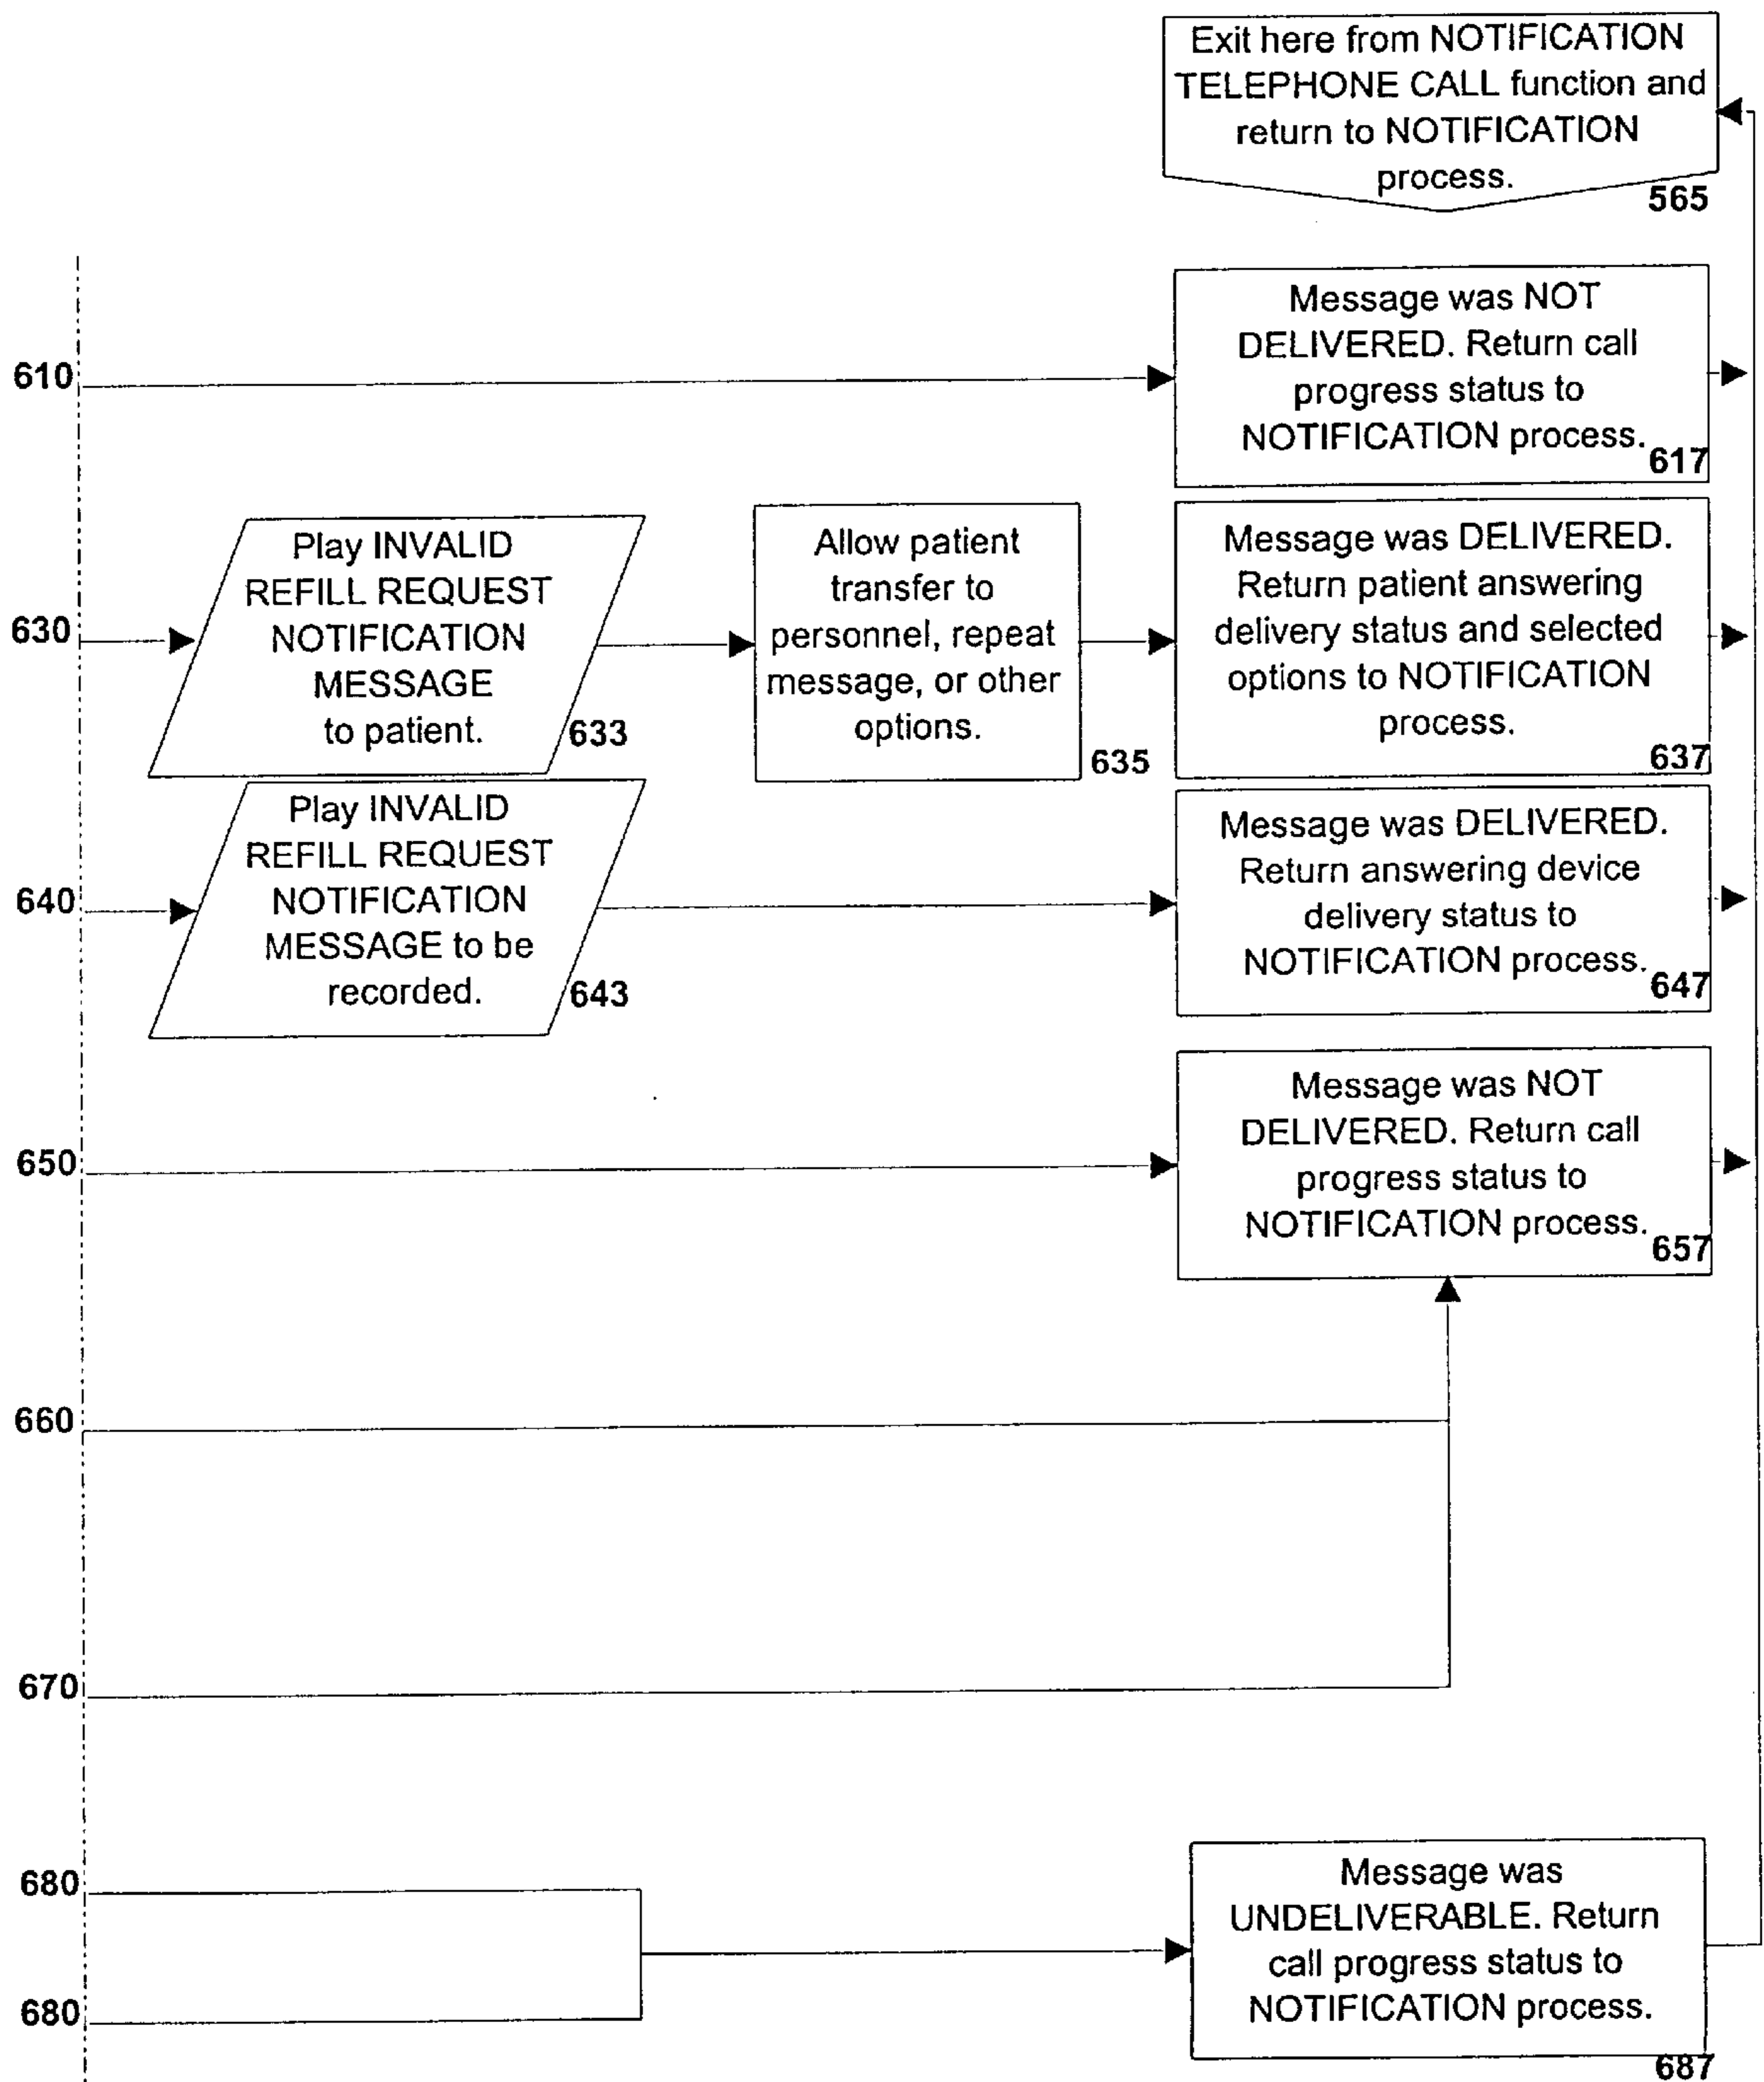 Exit here from NOTIFICATION
TELEPHONE CALL function and
return to NOTIFICATION
process.
565
610
Message was NOT
DELIVERED. Return call
progress status to
NOTIFICATION process.
617
630
Play INVALID
REFILL REQUEST
NOTIFICATION
MESSAGE
to patient.
633
Allow patient
transfer to
personnel, repeat
message, or other
options.
635
Message was DELIVERED.
Return patient answering
delivery status and selected
options to NOTIFICATION
process.
637
640
Play INVALID
REFILL REQUEST
NOTIFICATION
MESSAGE to be
recorded.
643
Message was DELIVERED.
Return answering device
delivery status to
NOTIFICATION process.
647
650
Message was NOT
DELIVERED. Return call
progress status to
NOTIFICATION process.
657
660
670
680
680
Message was
UNDELIVERABLE. Return
call progress status to
NOTIFICATION process.
687